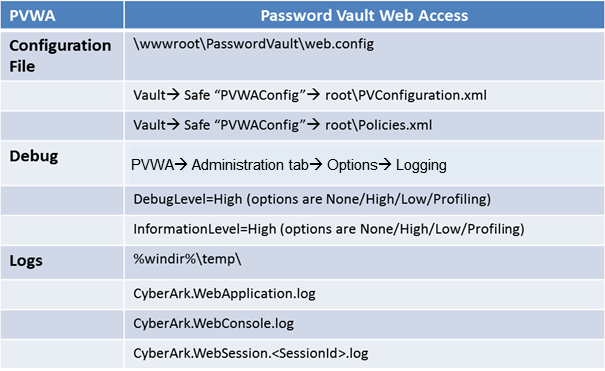 PVWA Password Vault Web Access
Configuration File \wwwroot\PasswordVault\web.config
Vault→ Safe “PVWAConfig”→ root\PVConfiguration.xml
Vault→ Safe “PVWAConfig”→ root\Policies.xml
Debug PVWA→ Administration tab→ Options→ Logging
DebugLevel=High (options are None/High/Low/Profiling)
InformationLevel=High (options are None/High/Low/Profiling)
Logs %windir%\temp\
CyberArk.WebApplication.log
CyberArk.WebConsole.log
CyberArk.WebSession.<SessionId>.log